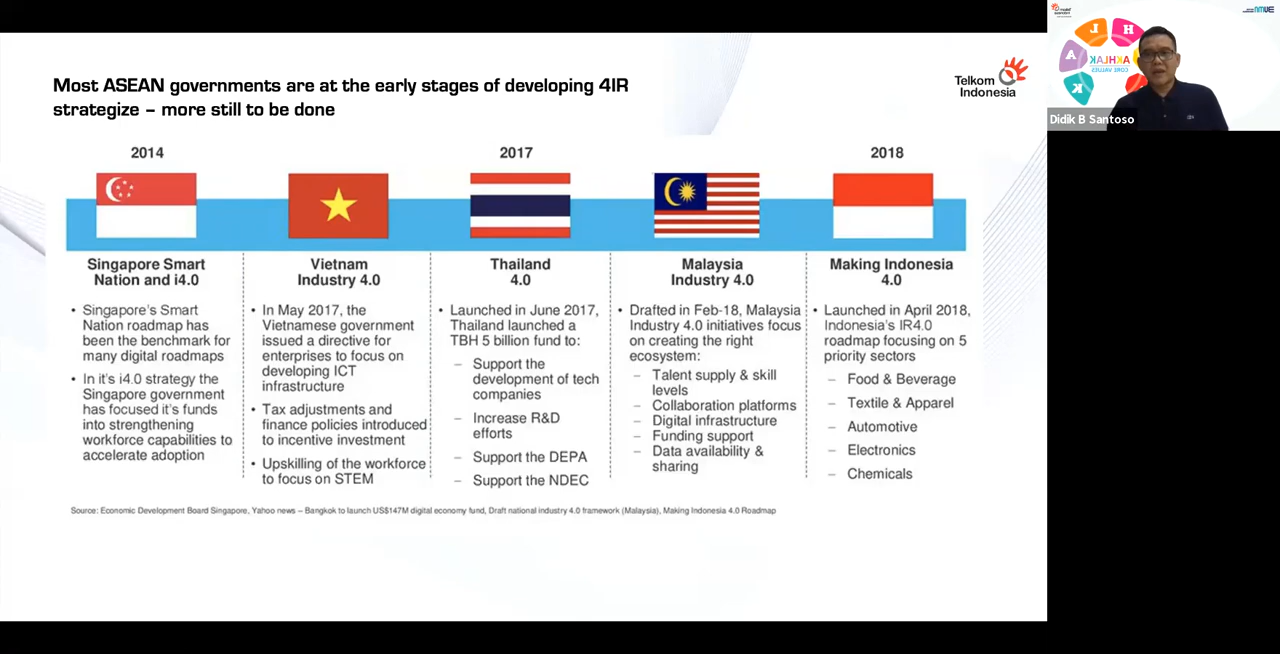 Most ASEAN governments are at the early stages of developing 4IR
strategize – more still to be done
Telkom
Indonesia
2014
2017
2018
Singapore Smart
Nation and i4.0
• Singapore's Smart
Nation roadmap has
been the benchmark for
many digital roadmaps
• In it's i4.0 strategy the
Singapore government
has focused it's funds
into strengthening
workforce capabilities to
accelerate adoption
Vietnam
Industry 4.0
• In May 2017, the
Vietnamese government
issued a directive for
enterprises to focus on
developing ICT
infrastructure
• Tax adjustments and
finance policies introduced
to incentive investment
• Upskilling of the workforce
to focus on STEM
Thailand
4.0
• Launched in June 2017,
Thailand launched a
TBH 5 billion fund to:
– Support the
development of tech
companies
– Increase R&D
efforts
– Support the DEPA
– Support the NDEC
Malaysia
Industry 4.0
• Drafted in Feb-18, Malaysia
Industry 4.0 initiatives focus
on creating the right
ecosystem:
– Talent supply & skill
levels
– Collaboration platforms
– Digital infrastructure
– Funding support
– Data availability &
sharing
Making Indonesia
4.0
• Launched in April 2018,
Indonesia's IR4.0
roadmap focusing on 5
priority sectors
– Food & Beverage
– Textile & Apparel
– Automotive
– Electronics
– Chemicals
Source: Economic Development Board Singapore, Yahoo news – Bangkok to launch US$147M digital economy fund, Draft national industry 4.0 framework (Malaysia), Making Indonesia 4.0 Roadmap
H
J
A
K
AKHLAK
CORE VALUES
Didik B Santoso